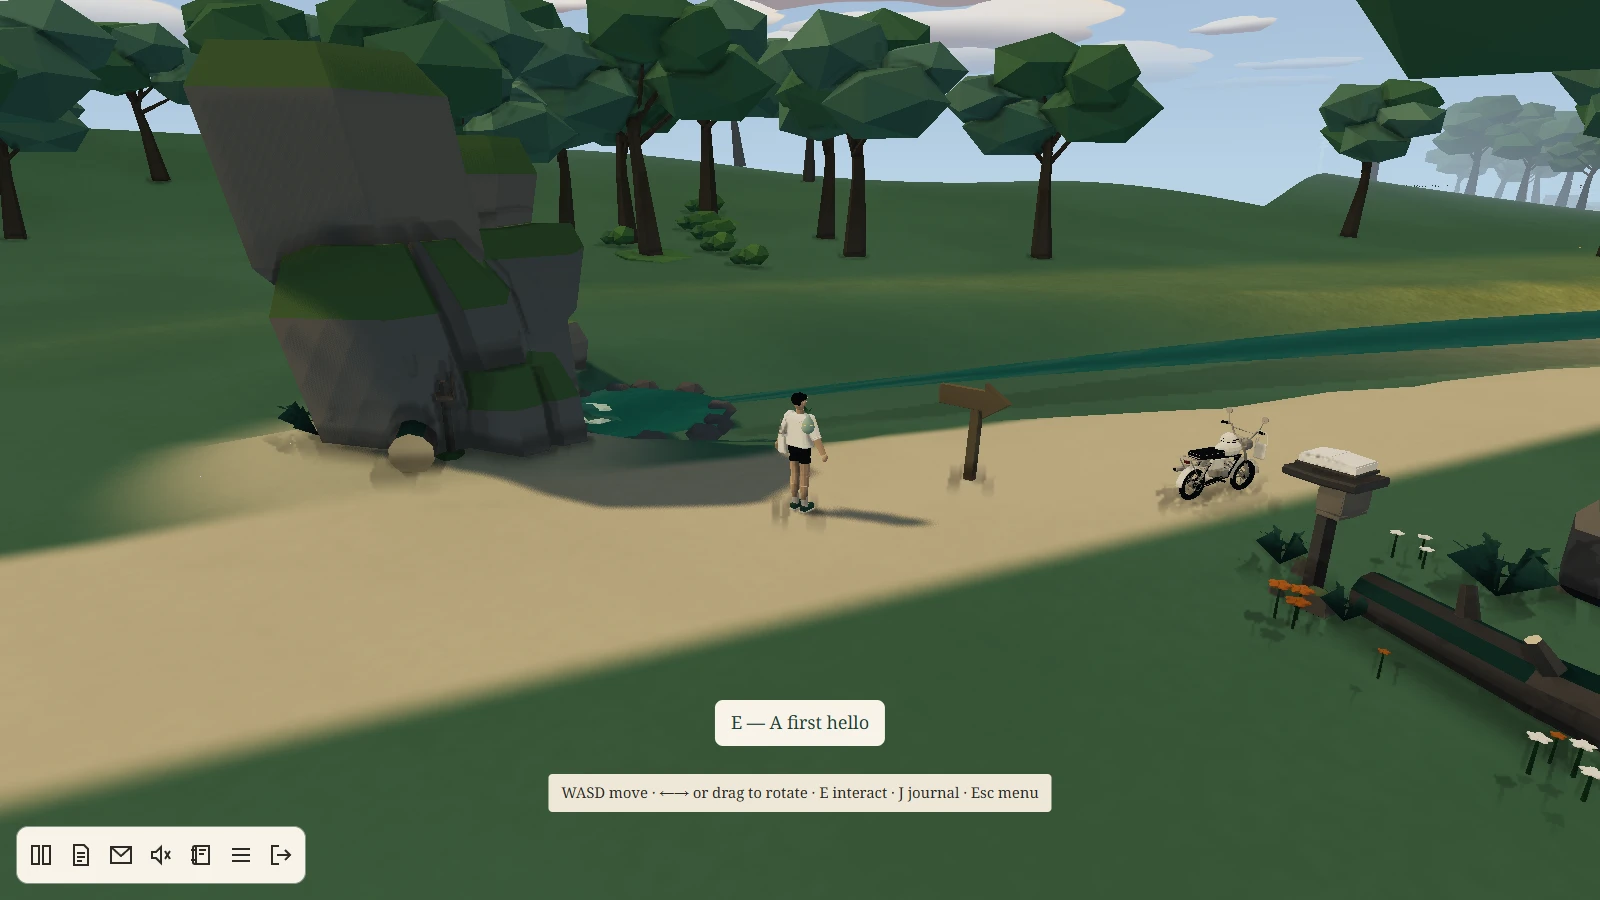 E — A first hello
WASD move · ←→ or drag to rotate · E interact · J journal · Esc menu